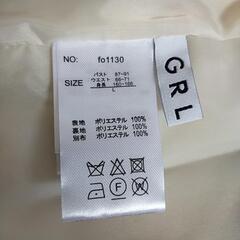 NO: fo1130
バスト 87-91
ウエスト 66-71
SIZE 身長 160-166
L
表地 ポリエステル 100%
裏地 ポリエステル 100%
別布 ポリエステル 100%
GRL